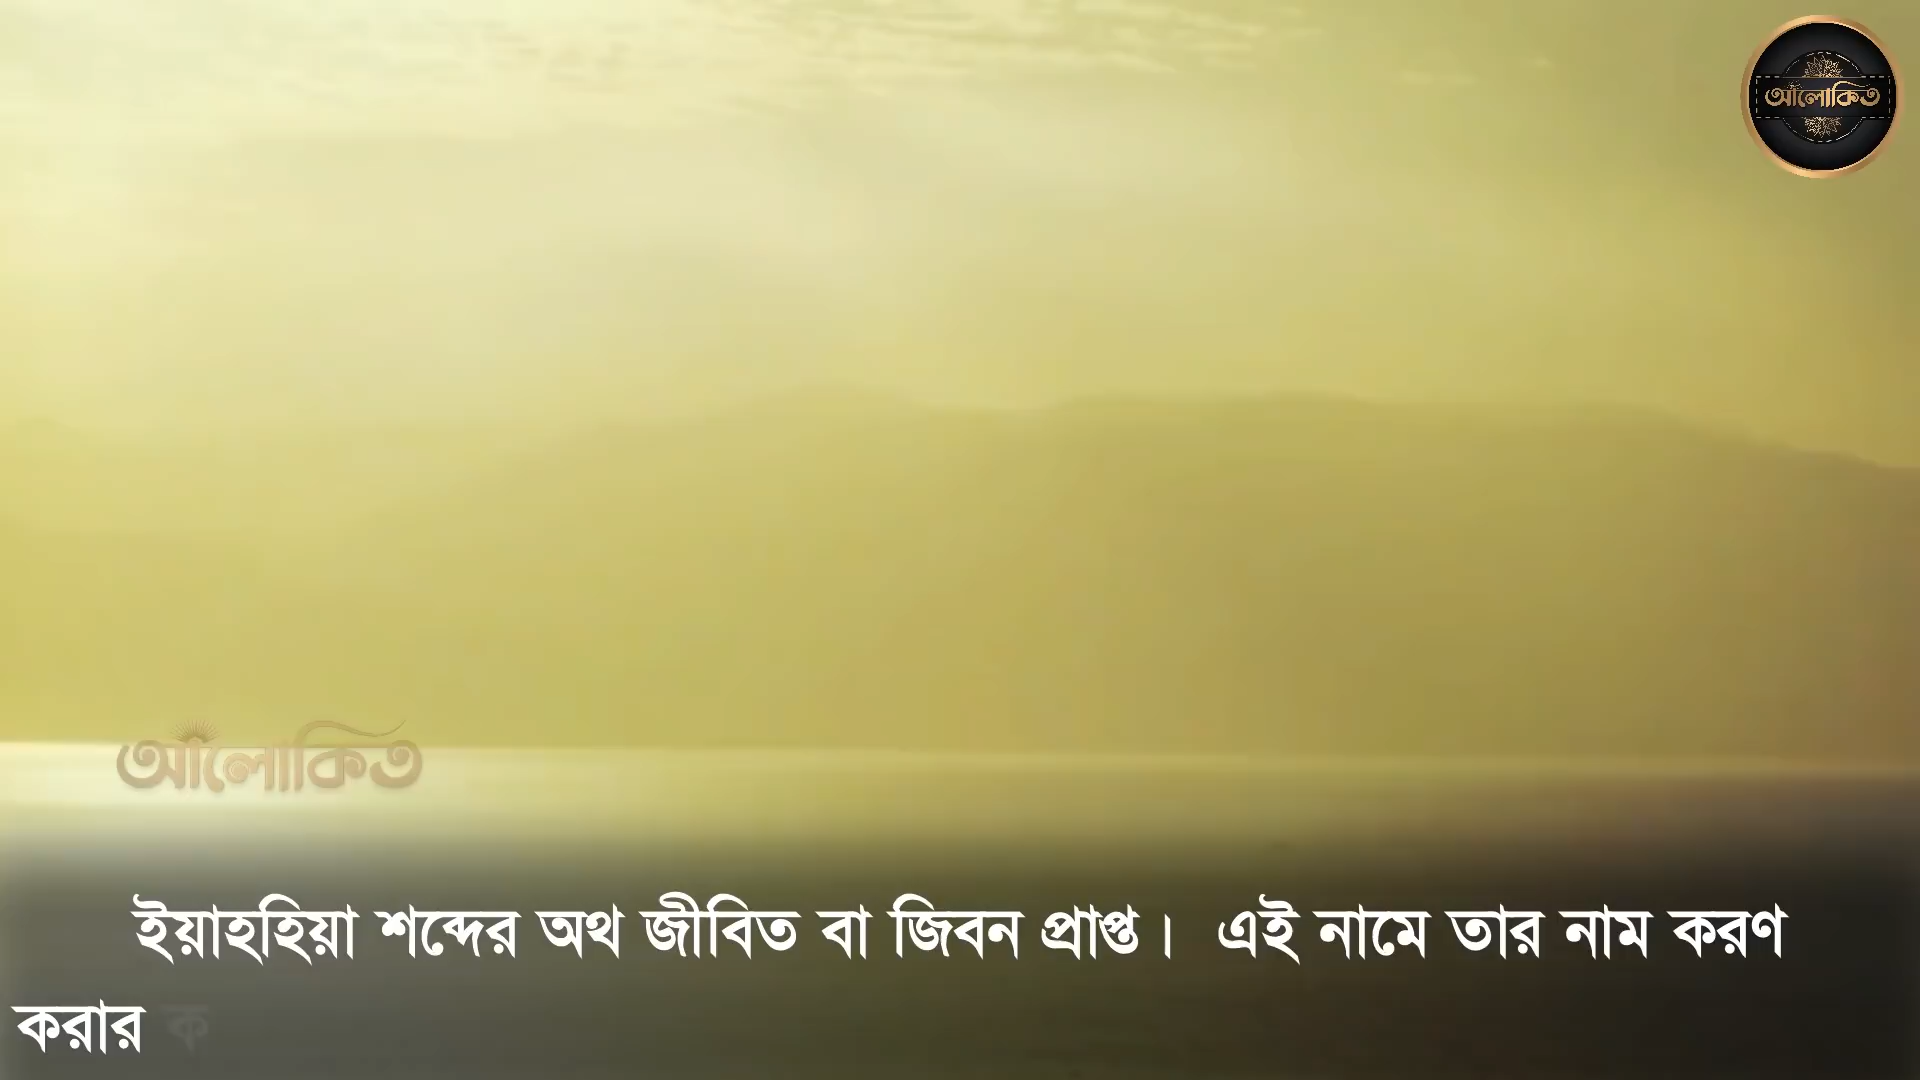 আলোকিত
আলোকিত
ইয়াহহিয়া শব্দের অথ জীবিত বা জিবন প্রাপ্ত। এই নামে তার নাম করণ
করার ক